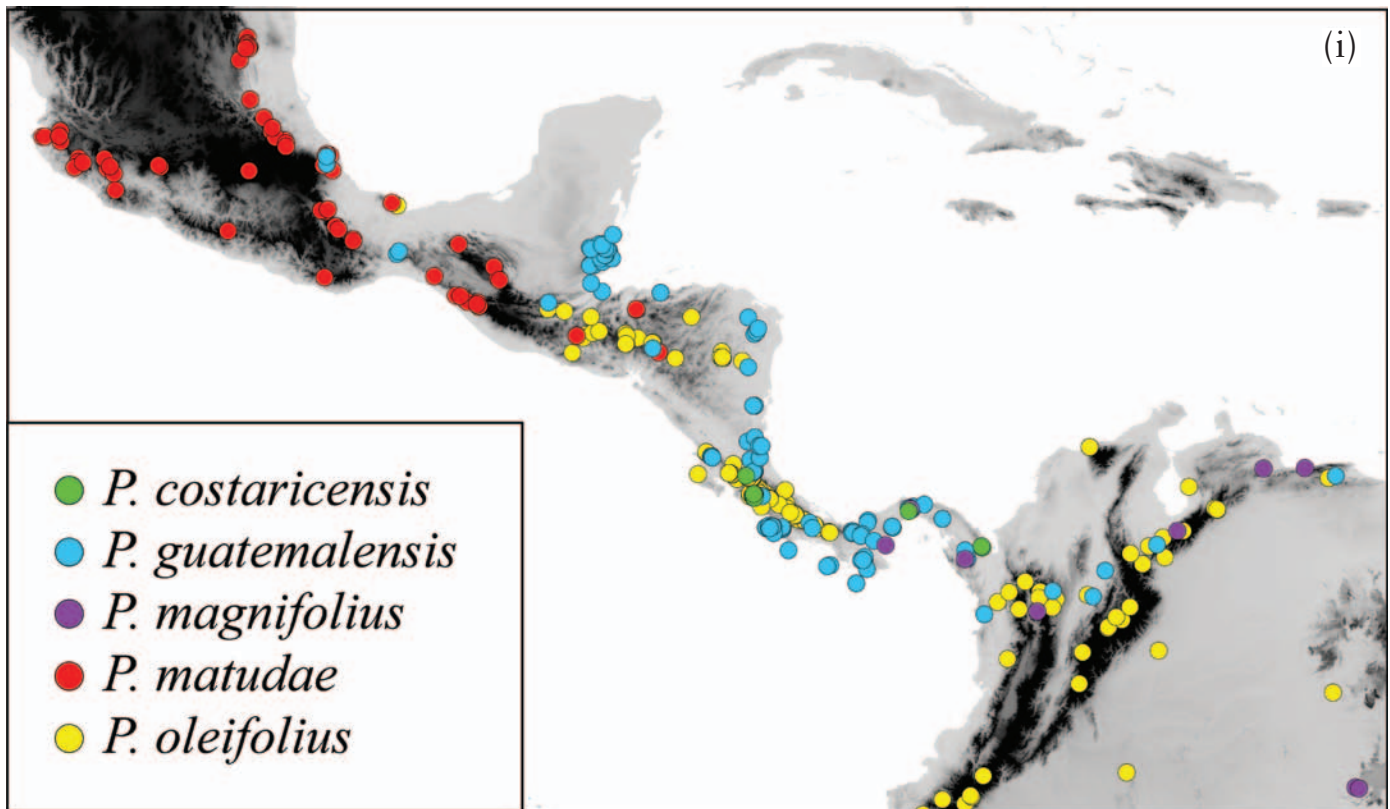 (i)
P. costaricensis
P. guatemalensis
P. magnifolius
P. matudae
P. oleifolius